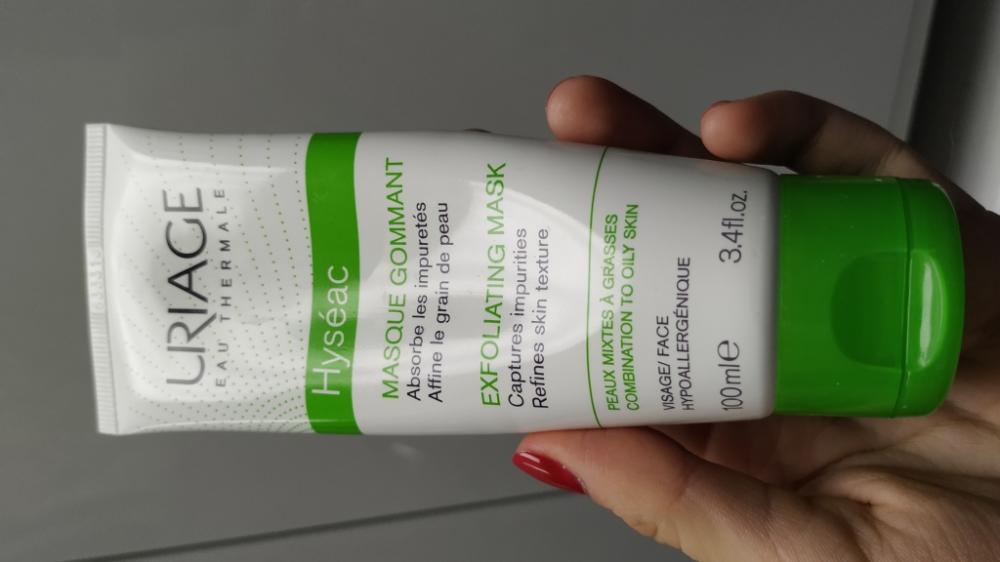 URIAGE
EAU THERMALE
Hyséac
MASQUE GOMMANT
Absorbe les impuretés
Affine le grain de peau
EXFOLIATING MASK
Captures impurities
Refines skin texture
PEAUX MIXTES À GRASSES
COMBINATION TO OILY SKIN
VISAGE/ FACE
HYPOALLERGÉNIQUE
100ml℮ 3.4fl.oz.